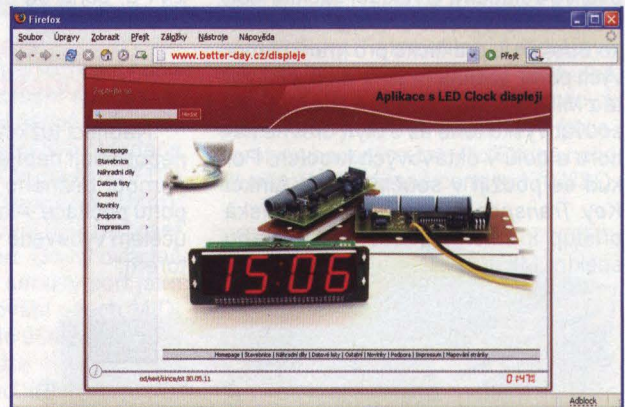 Firefox
Soubor Úpravy Zobrazit Přejít Záložky Nástroje Nápověda
www.better-day.cz/displeje Přejít
Aplikace s LED Clock displeji
Homepage
Stavebnice
Náhradní díly
Datové listy
Ostatní
Novinky
Podpora
Impressum
15:06
Homepage | Stavebnice | Náhradní díly | Datové listy | Ostatní | Novinky | Podpora | Impressum | Mapování stránky
od/seit/since/ot 30.05.11
Adblock